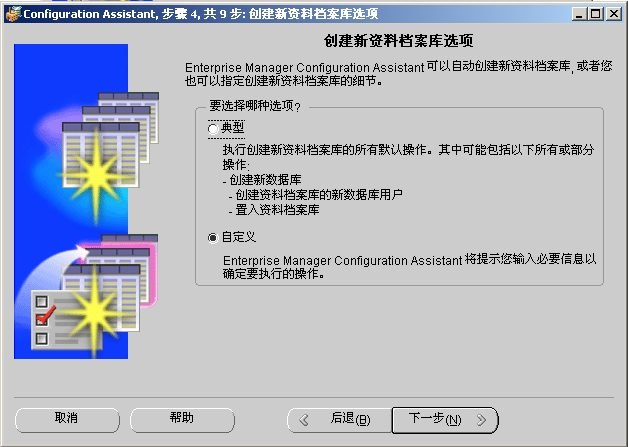 Configuration Assistant, 步骤 4, 共 9 步: 创建新资料档案库选项
创建新资料档案库选项
Enterprise Manager Configuration Assistant 可以自动创建新资料档案库, 或者您
也可以指定创建新资料档案库的细节。
要选择哪种选项?
典型
执行创建新资料档案库的所有默认操作。其中可能包括以下所有或部分
操作:
- 创建新数据库
- 创建资料档案库的新数据库用户
- 置入资料档案库
自定义
Enterprise Manager Configuration Assistant 将提示您输入必要信息以
确定要执行的操作。
取消
帮助
后退(B)
下一步(N)